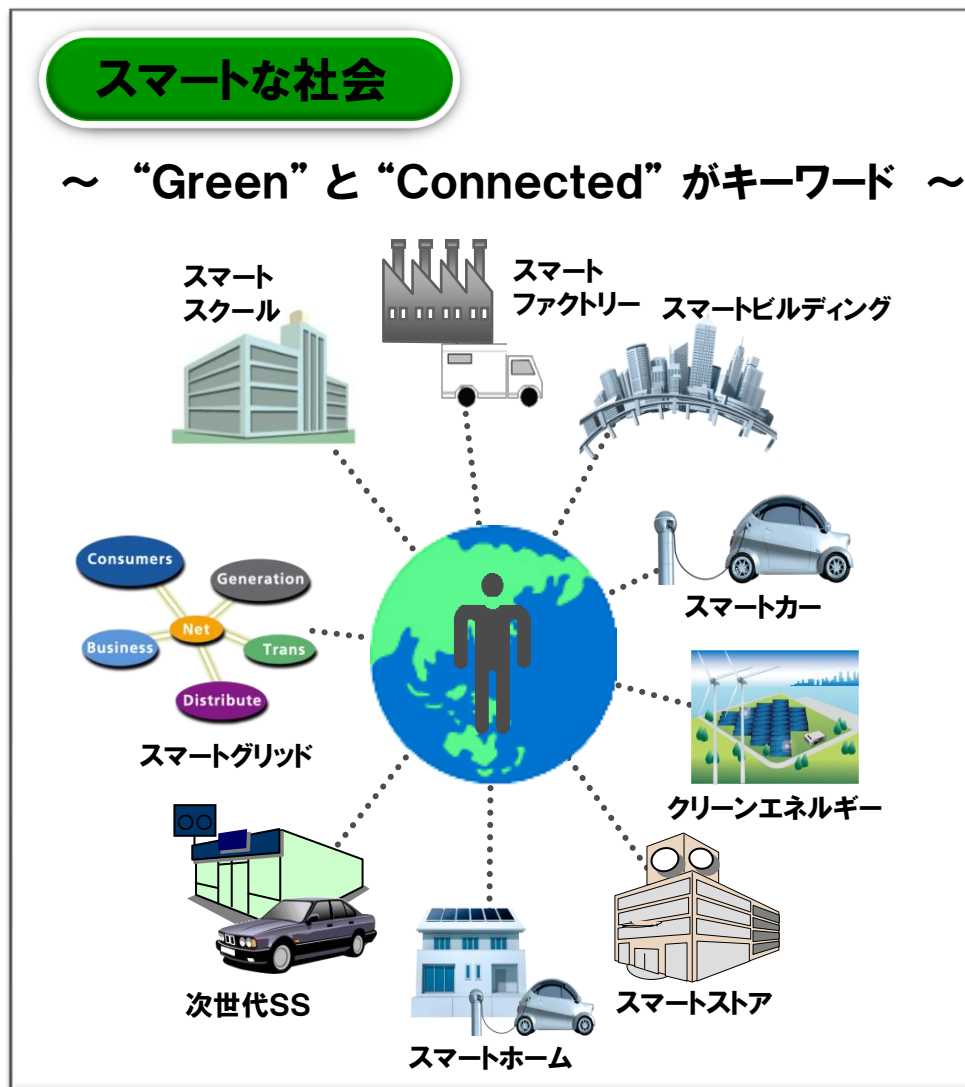 スマートな社会
～ “Green” と “Connected” がキーワード ～
スマート
スクール
スマート
ファクトリー
スマートビルディング
スマートカー
Consumers
Generation
Net
Business
Trans
Distribute
スマートグリッド
クリーンエネルギー
次世代SS
スマートストア
スマートホーム